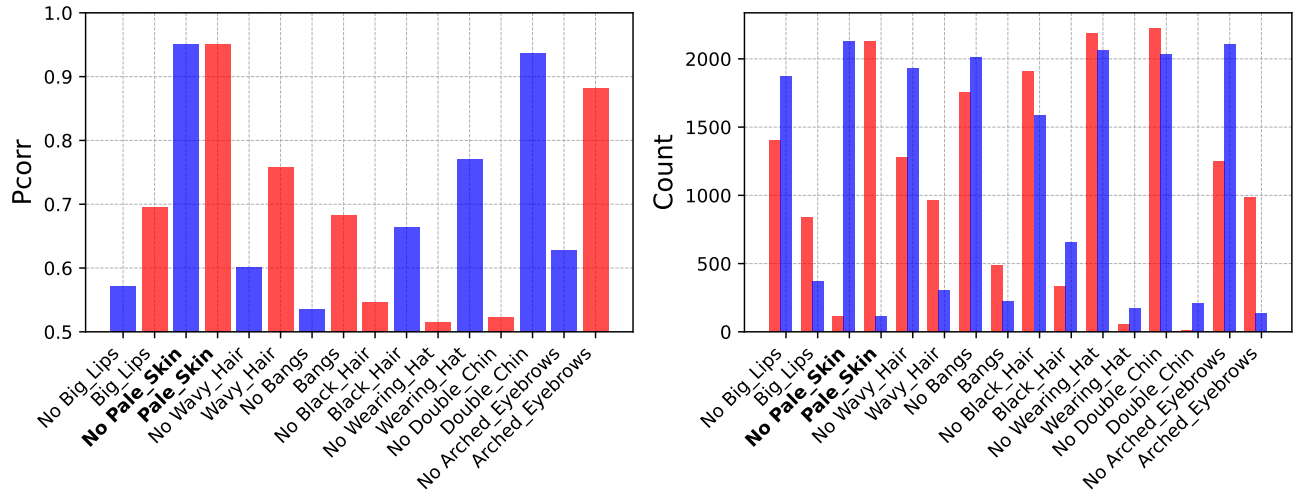 1.0
0.9
0.8
0.7
0.6
0.5
Pcorr
No Big_Lips
Big_Lips
No Pale_Skin
Pale_Skin
No Wavy_Hair
Wavy_Hair
No Bangs
Bangs
No Black_Hair
Black_Hair
No Wearing_Hat
Wearing_Hat
No Double_Chin
Double_Chin
No Arched_Eyebrows
Arched_Eyebrows
2000
1500
1000
500
0
Count
No Big_Lips
Big_Lips
No Pale_Skin
Pale_Skin
No Wavy_Hair
Wavy_Hair
No Bangs
Bangs
No Black_Hair
Black_Hair
No Wearing_Hat
Wearing_Hat
No Double_Chin
Double_Chin
No Arched_Eyebrows
Arched_Eyebrows